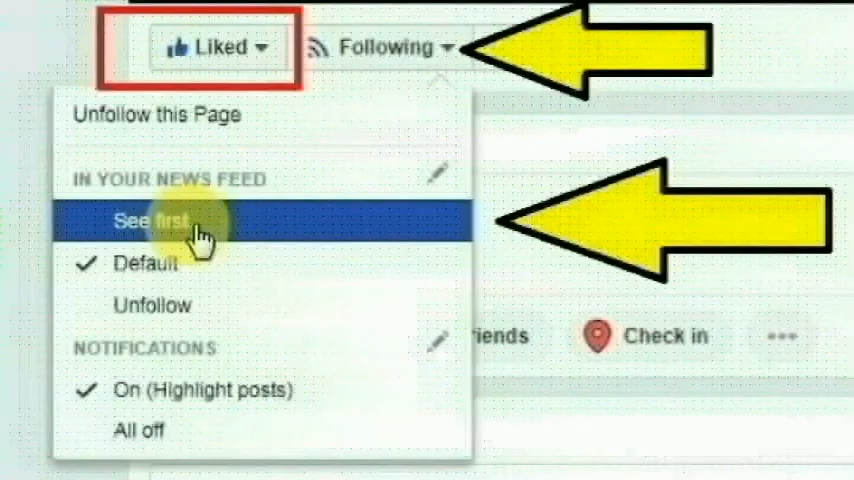 Liked Following
Unfollow this Page
IN YOUR NEWS FEED
See first
Default
Unfollow
riends Check in
NOTIFICATIONS
On (Highlight posts)
All off